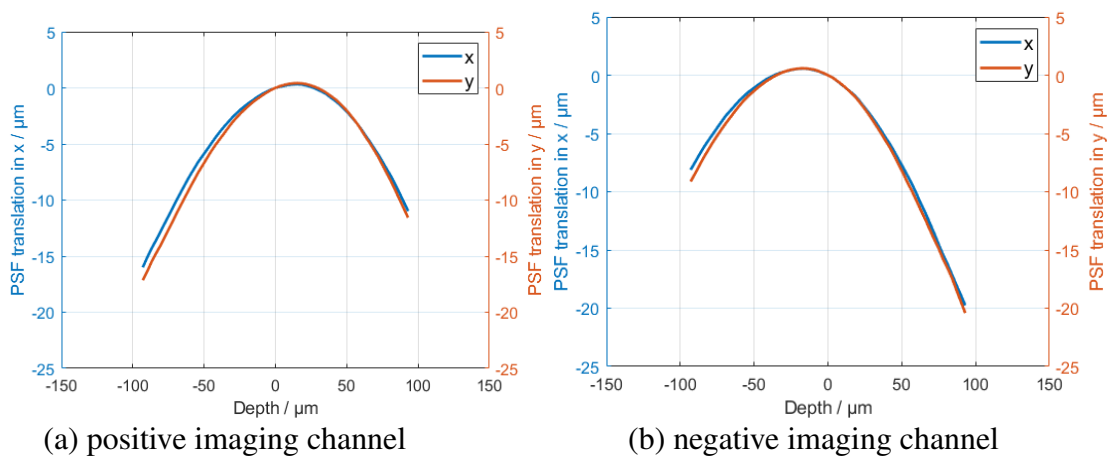 5
0
-5
-10
-15
-20
-25
PSF translation in x / μm
x
y
5
0
-5
-10
-15
-20
-25
PSF translation in y / μm
-150 -100 -50 0 50 100 150
Depth / μm
(a) positive imaging channel
5
0
-5
-10
-15
-20
-25
PSF translation in x / μm
x
y
5
0
-5
-10
-15
-20
-25
PSF translation in y / μm
-150 -100 -50 0 50 100 150
Depth / μm
(b) negative imaging channel